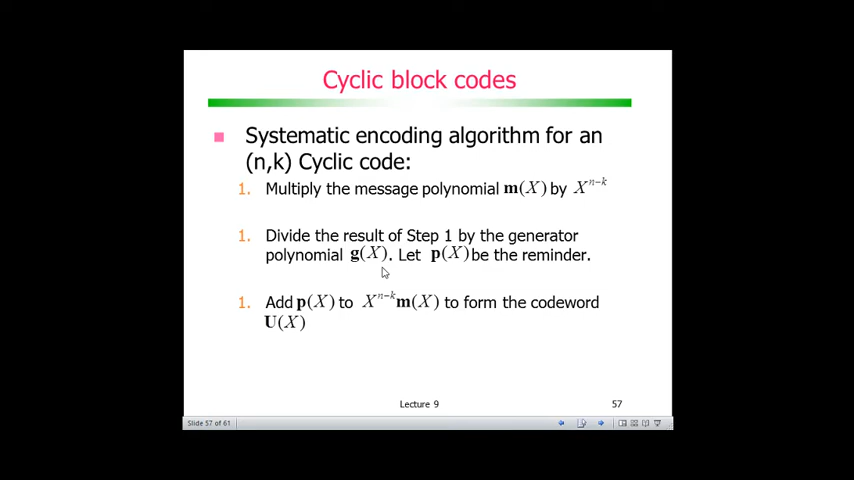 Cyclic block codes
Systematic encoding algorithm for an
(n,k) Cyclic code:
1. Multiply the message polynomial m(X) by X^{n-k}
1. Divide the result of Step 1 by the generator
polynomial g(X). Let p(X) be the reminder.
1. Add p(X) to X^{n-k}m(X) to form the codeword
U(X)
Lecture 9
57
Slide 57 of 61